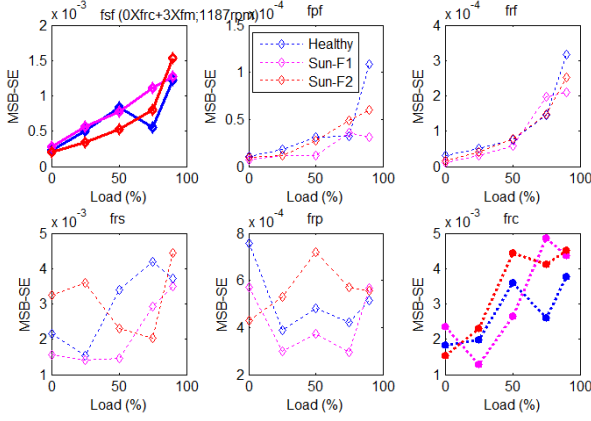 fsf (0Xfrc+3Xfm;1187rpm)
fpf
frf
x 10^-3
x 10^-4
x 10^-4
2
1.5
1
0.5
0
MSB-SE
0
50
100
Load (%)
1.5
1
0.5
0
MSB-SE
Healthy
Sun-F1
Sun-F2
0
50
100
Load (%)
4
2
0
MSB-SE
0
50
100
Load (%)
x 10^-3
frs
x 10^-4
frp
x 10^-3
frc
5
4
3
2
1
MSB-SE
0
50
100
Load (%)
8
6
4
2
MSB-SE
0
50
100
Load (%)
5
4
3
2
1
MSB-SE
0
50
100
Load (%)